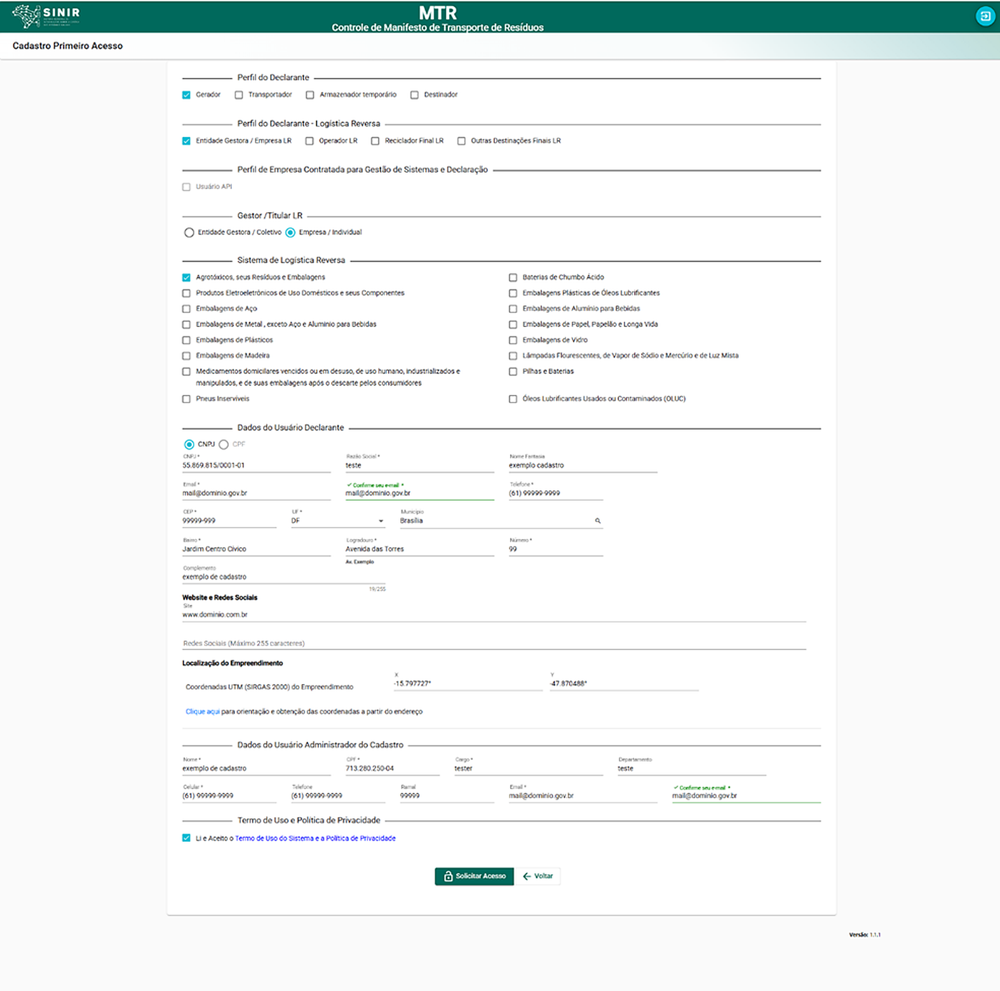 SINIR
MTR
Controle de Manifesto de Transporte de Resíduos
Cadastro Primeiro Acesso
Perfil do Declarante
Gerador Transportador Armazenador temporário Destinador
Perfil do Declarante - Logística Reversa
Entidade Gestora / Empresa LR Operador LR Reciclador Final LR Outras Destinações Finais LR
Perfil de Empresa Contratada para Gestão de Sistemas e Declaração
Usuário API
Gestor /Titular LR
Entidade Gestora / Coletivo Empresa / Individual
Sistema de Logística Reversa
Agrotóxicos, seus Resíduos e Embalagens Baterias de Chumbo Ácido
Produtos Eletroeletrônicos de Uso Domésticos e seus Componentes Embalagens Plásticas de Óleos Lubrificantes
Embalagens de Aço Embalagens de Alumínio para Bebidas
Embalagens de Metal , exceto Aço e Alumínio para Bebidas Embalagens de Papel, Papelão e Longa Vida
Embalagens de Plásticos Embalagens de Vidro
Embalagens de Madeira Lâmpadas Flourescentes, de Vapor de Sódio e Mercúrio e de Luz Mista
Medicamentos domicilares vencidos ou em desuso, de uso humano, industrializados e Pilhas e Baterias
manipulados, e de suas embalagens após o descarte pelos consumidores
Pneus Inservíveis Óleos Lubrificantes Usados ou Contaminados (OLUC)
Dados do Usuário Declarante
CNPJ CPF
CNPJ * Razão Social * Nome Fantasia
55.869.815/0001-01 teste exemplo cadastro
Email * Confirme seu e-mail * Telefone *
mail@dominio.gov.br mail@dominio.gov.br (61) 99999-9999
CEP * UF * Município
99999-999 DF Brasília
Bairro * Logradouro * Número *
Jardim Centro Cívico Avenida das Torres 99
Av. Exemplo
Complemento
exemplo de cadastro
19/255
Website e Redes Sociais
Site
www.dominio.com.br
Redes Sociais (Máximo 255 caracteres)
Localização do Empreendimento
X Y
Coordenadas UTM (SIRGAS 2000) do Empreendimento -15.797727° -47.870488°
Clique aqui para orientação e obtenção das coordenadas a partir do endereço
Dados do Usuário Administrador do Cadastro
Nome * CPF * Cargo * Departamento
exemplo de cadastro 713.280.250-04 tester teste
Celular * Telefone Ramal Email * Confirme seu e-mail *
(61) 99999-9999 (61) 99999-9999 99999 mail@dominio.gov.br mail@dominio.gov.br
Termo de Uso e Política de Privacidade
Li e Aceito o Termo de Uso do Sistema e a Política de Privacidade
Solicitar Acesso Voltar
Versão: 1.1.1